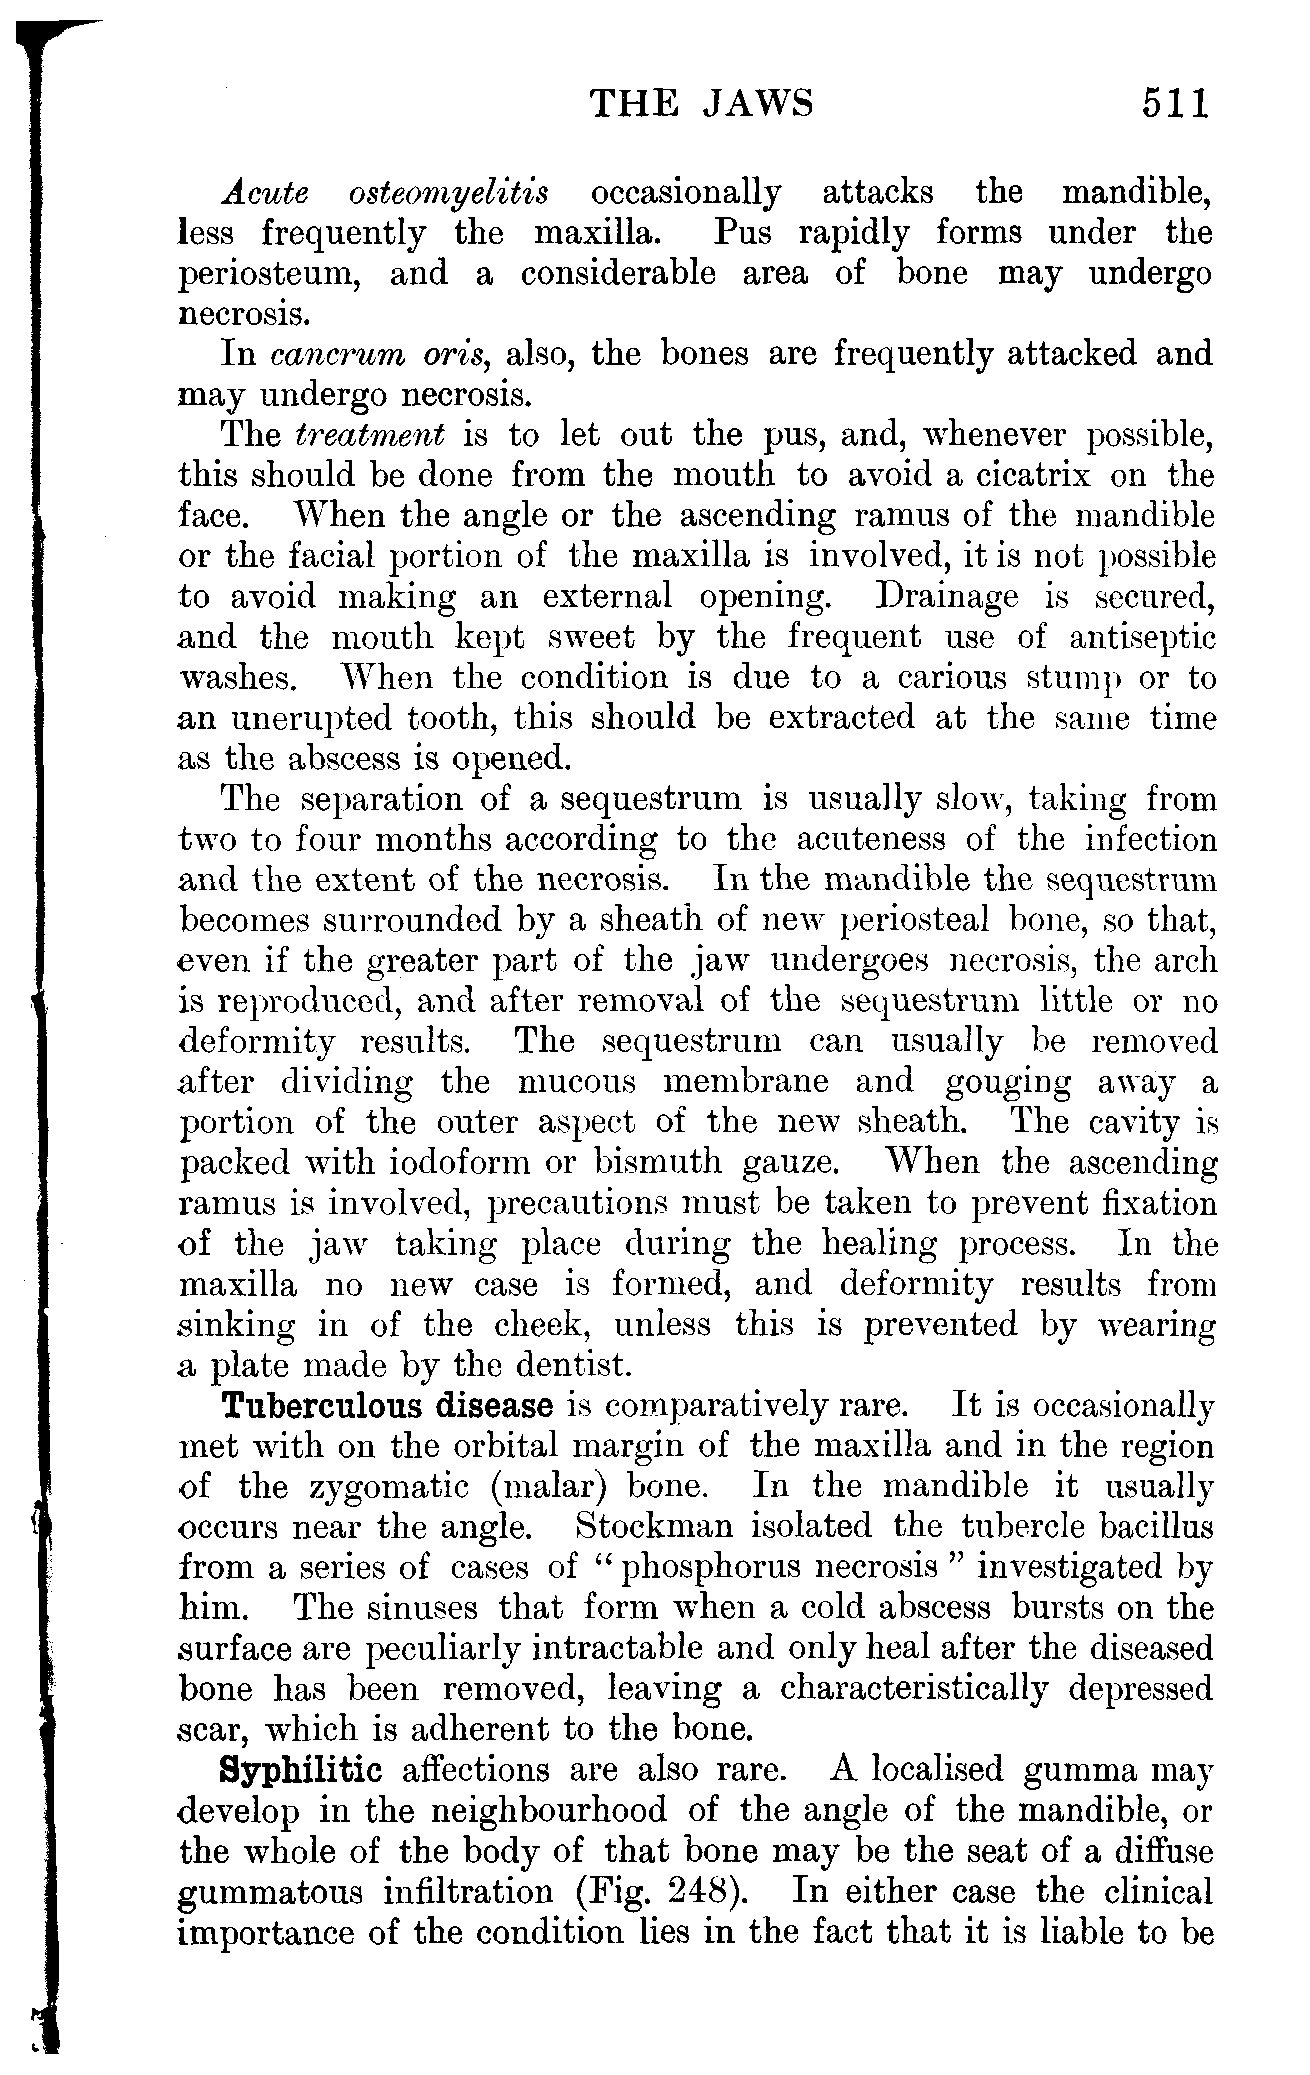 THE JAWS 511
Acute osteomyelitis occasionally attacks the mandible,
less frequently the maxilla. Pus rapidly forms under the
periosteum, and a considerable area of bone may undergo
necrosis.
In cancrum oris, also, the bones are frequently attacked and
may undergo necrosis.
The treatment is to let out the pus, and, whenever possible,
this should be done from the mouth to avoid a cicatrix on the
face. When the angle or the ascending ramus of the mandible
or the facial portion of the maxilla is involved, it is not possible
to avoid making an external opening. Drainage is secured,
and the mouth kept sweet by the frequent use of antiseptic
washes. When the condition is due to a carious stump or to
an unerupted tooth, this should be extracted at the same time
as the abscess is opened.
The separation of a sequestrum is usually slow, taking from
two to four months according to the acuteness of the infection
and the extent of the necrosis. In the mandible the sequestrum
becomes surrounded by a sheath of new periosteal bone, so that,
even if the greater part of the jaw undergoes necrosis, the arch
is reproduced, and after removal of the sequestrum little or no
deformity results. The sequestrum can usually be removed
after dividing the mucous membrane and gouging away a
portion of the outer aspect of the new sheath. The cavity is
packed with iodoform or bismuth gauze. When the ascending
ramus is involved, precautions must be taken to prevent fixation
of the jaw taking place during the healing process. In the
maxilla no new case is formed, and deformity results from
sinking in of the cheek, unless this is prevented by wearing
a plate made by the dentist.
Tuberculous disease is comparatively rare. It is occasionally
met with on the orbital margin of the maxilla and in the region
of the zygomatic (malar) bone. In the mandible it usually
occurs near the angle. Stockman isolated the tubercle bacillus
from a series of cases of “phosphorus necrosis” investigated by
him. The sinuses that form when a cold abscess bursts on the
surface are peculiarly intractable and only heal after the diseased
bone has been removed, leaving a characteristically depressed
scar, which is adherent to the bone.
Syphilitic affections are also rare. A localised gumma may
develop in the neighbourhood of the angle of the mandible, or
the whole of the body of that bone may be the seat of a diffuse
gummatous infiltration (Fig. 248). In either case the clinical
importance of the condition lies in the fact that it is liable to be